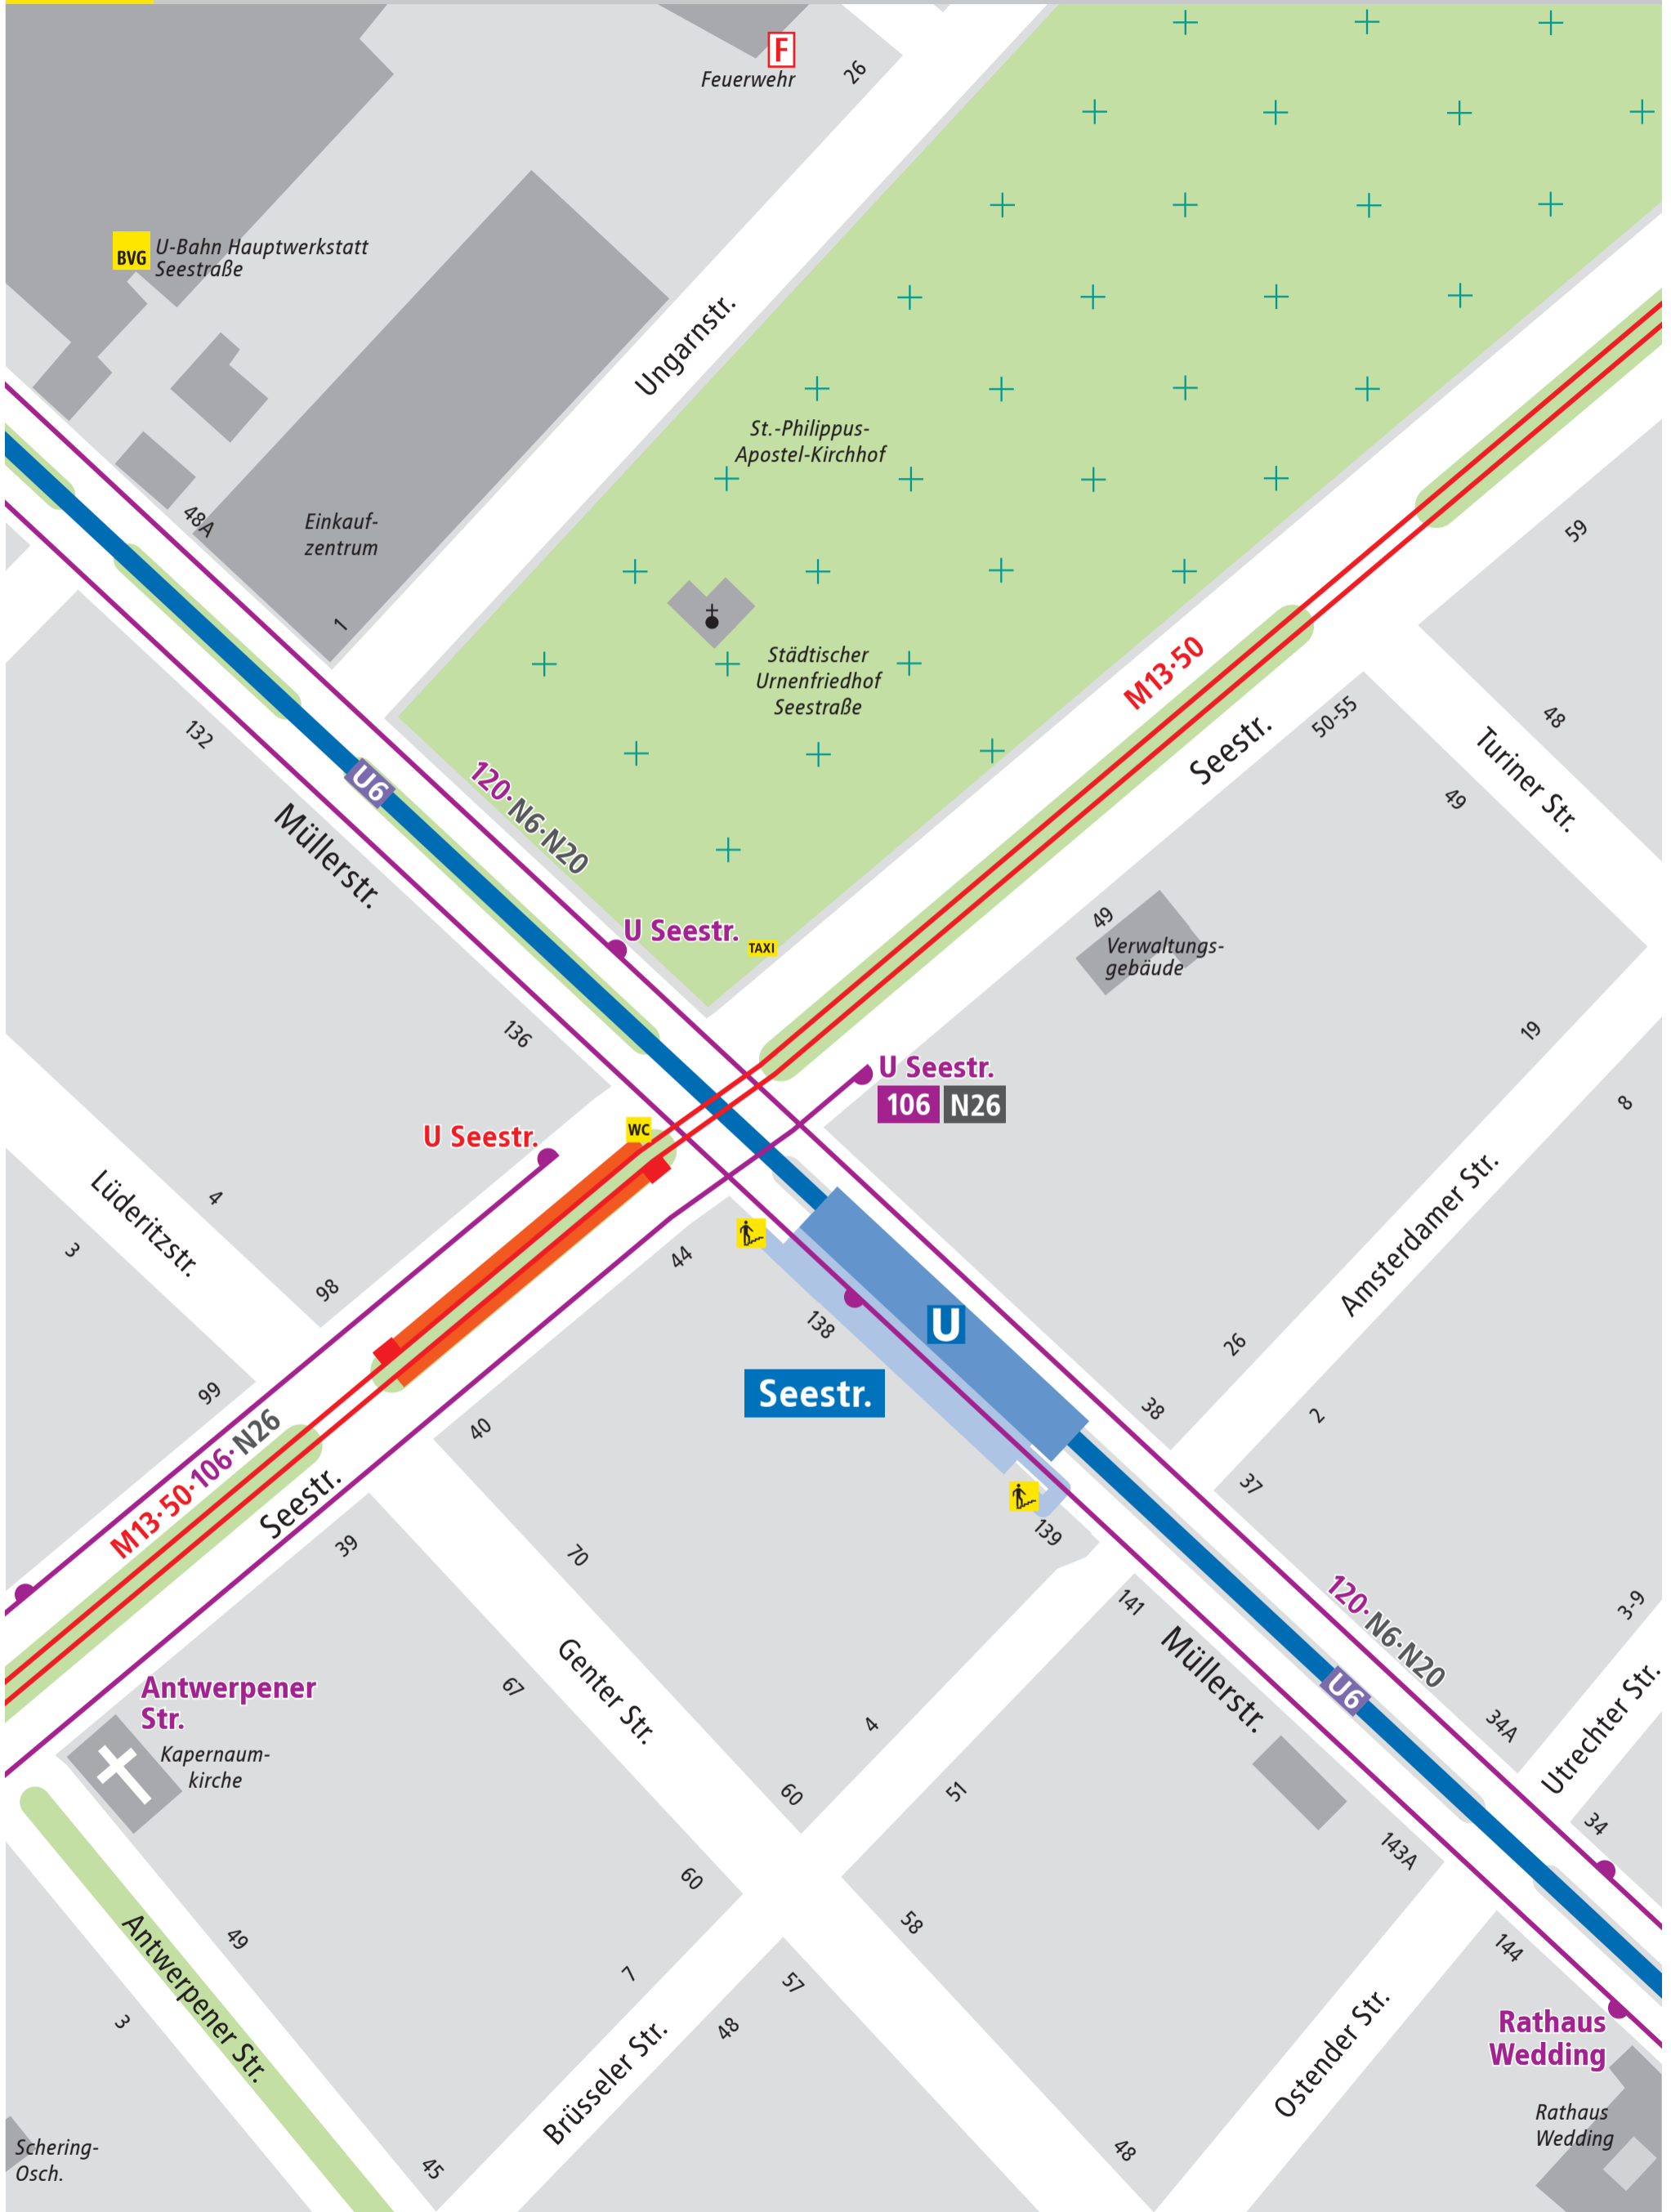 F
Feuerwehr
26
BVG
U-Bahn Hauptwerkstatt
Seestraße
Ungarnstr.
St.-Philippus-
Apostel-Kirchhof
48A
Einkauf-
zentrum
1
59
Städtischer
Urnenfriedhof
Seestraße
M13·50
50-55
Seestr.
48
Turiner Str.
49
132
U6
120·N6·N20
Müllerstr.
U Seestr.
TAXI
49
Verwaltungs-
gebäude
136
19
8
U Seestr.
106
N26
WC
U Seestr.
Lüderitzstr.
4
3
98
44
138
U
Seestr.
Amsterdamer Str.
26
38
2
99
40
37
M13·50·106·N26
Seestr.
39
139
70
141
120·N6·N20
3-9
Müllerstr.
U6
Genter Str.
67
Antwerpener
Str.
Kapernaum-
kirche
4
34A
Utrechter Str.
60
51
34
143A
60
58
49
Antwerpener Str.
7
57
144
3
48
Brüsseler Str.
Ostender Str.
Rathaus
Wedding
Rathaus
Wedding
Schering-
Osch.
45
48